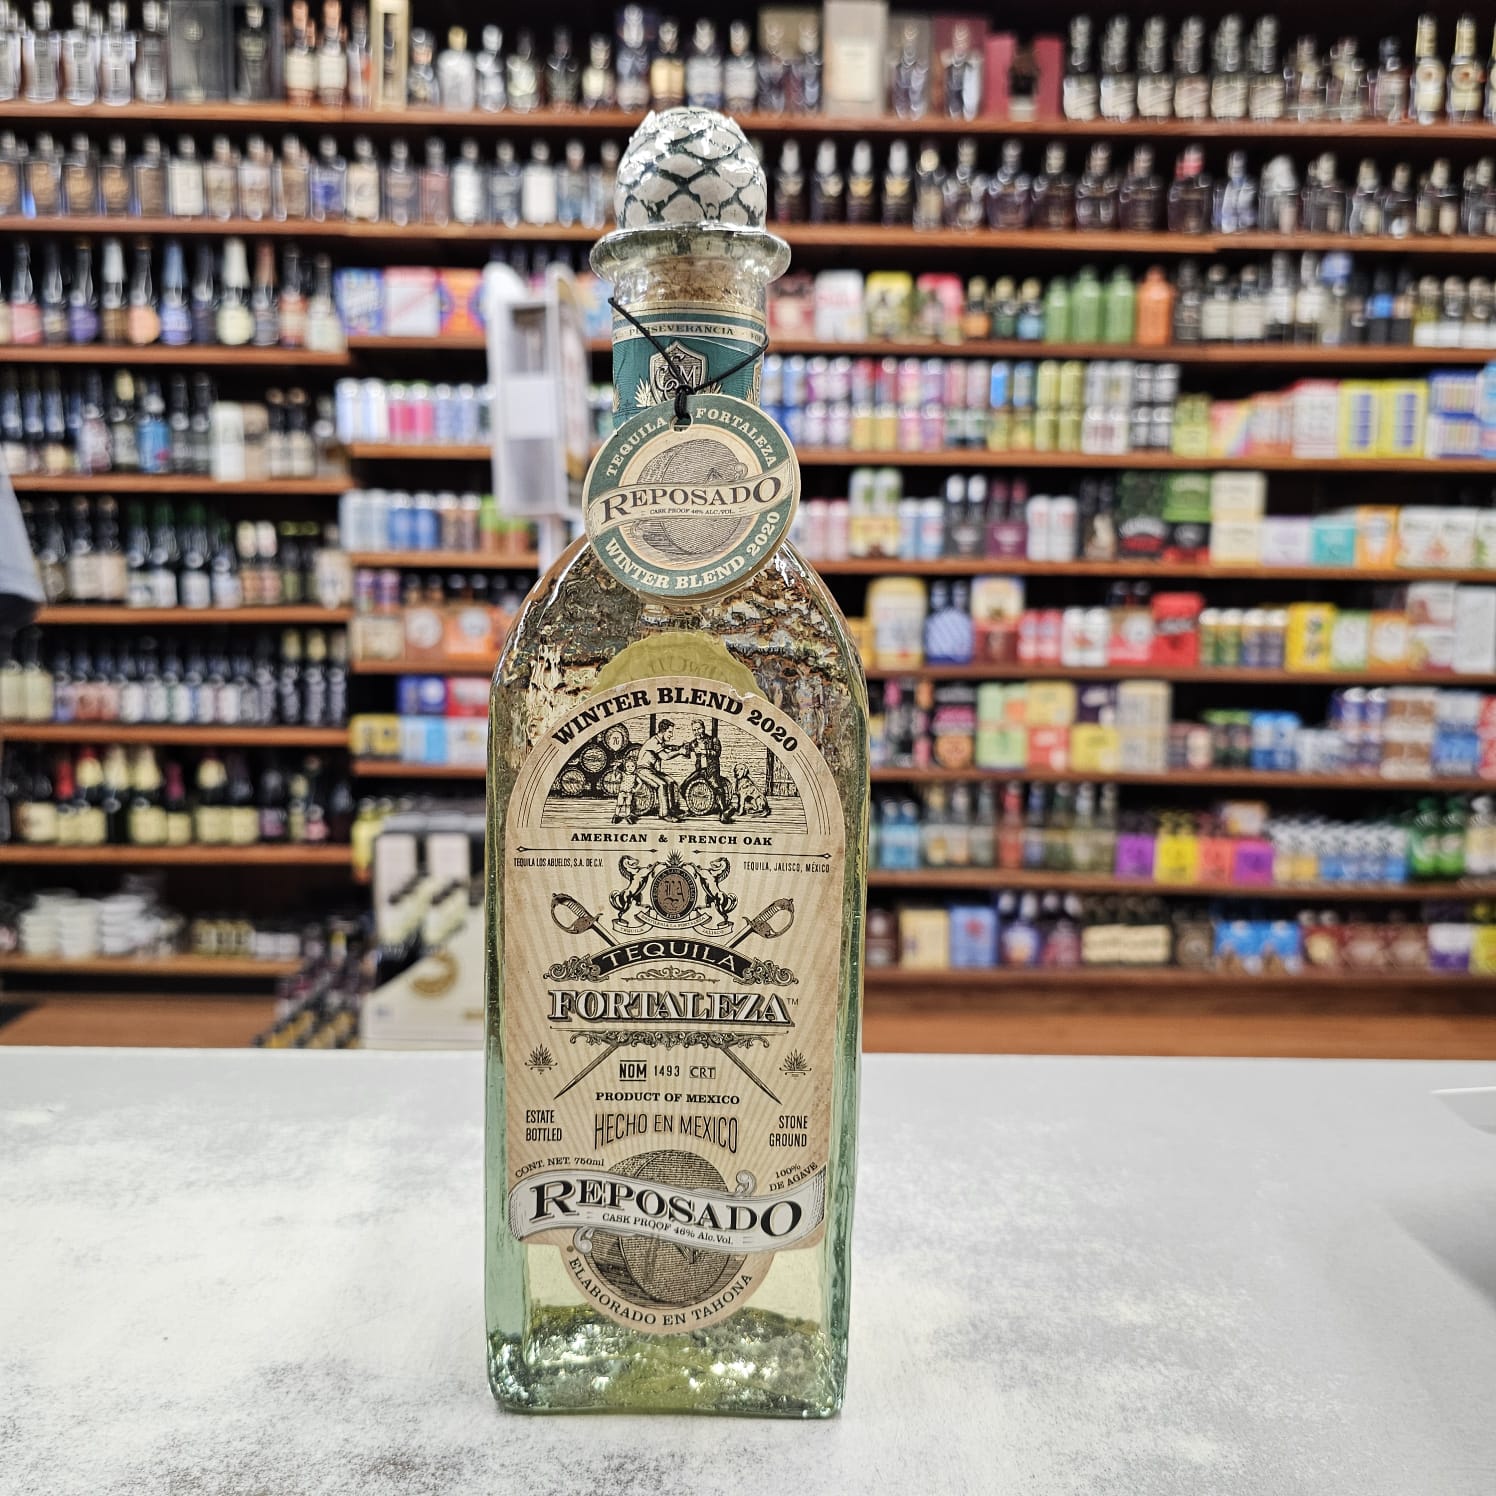 PERSEVERANCIA
TEQUILA FORTALEZA
REPOSADO
CASK PROOF 46% ALC. VOL.
WINTER BLEND 2020
WINTER BLEND 2020
AMERICAN & FRENCH OAK
TEQUILA LOS ABUELOS, S.A. DE C.V.
TEQUILA, JALISCO, MÉXICO
TEQUILA
FORTALEZA™
NOM 1493 CRT
PRODUCT OF MEXICO
ESTATE
BOTTLED
HECHO EN MEXICO
STONE
GROUND
CONT. NET. 750ml
100%
DE AGAVE
REPOSADO
CASK PROOF 46% Alc. Vol.
ELABORADO EN TAHONA